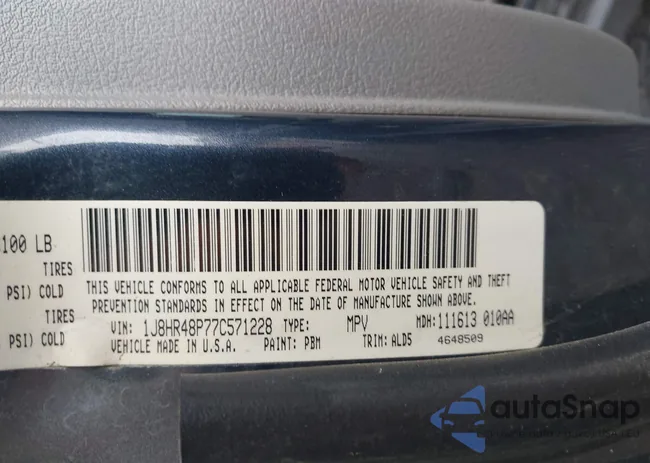 100 LB
TIRES
PSI) COLD
TIRES
PSI) COLD
THIS VEHICLE CONFORMS TO ALL APPLICABLE FEDERAL MOTOR VEHICLE SAFETY AND THEFT
PREVENTION STANDARDS IN EFFECT ON THE DATE OF MANUFACTURE SHOWN ABOVE.
VIN: 1J8HR48P77C571228 TYPE: MPV MDH: 111613 010AA
VEHICLE MADE IN U.S.A. PAINT: PBM TRIM: ALD5 4648509
autoSnap